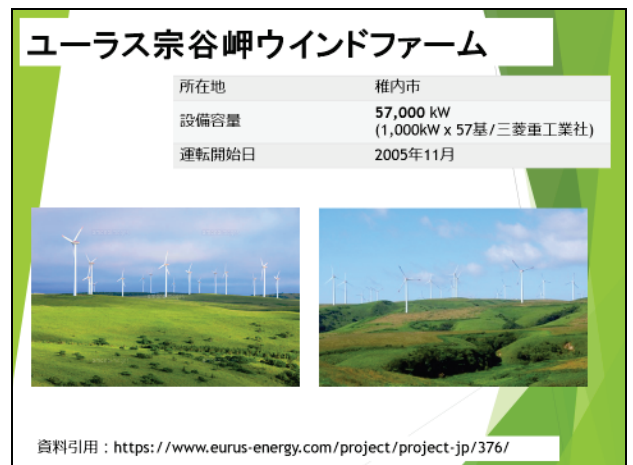 ユーラス宗谷岬ウインドファーム
所在地 稚内市
設備容量 57,000 kW
(1,000kW x 57基/三菱重工業社)
運転開始日 2005年11月
資料引用：https://www.eurus-energy.com/project/project-jp/376/